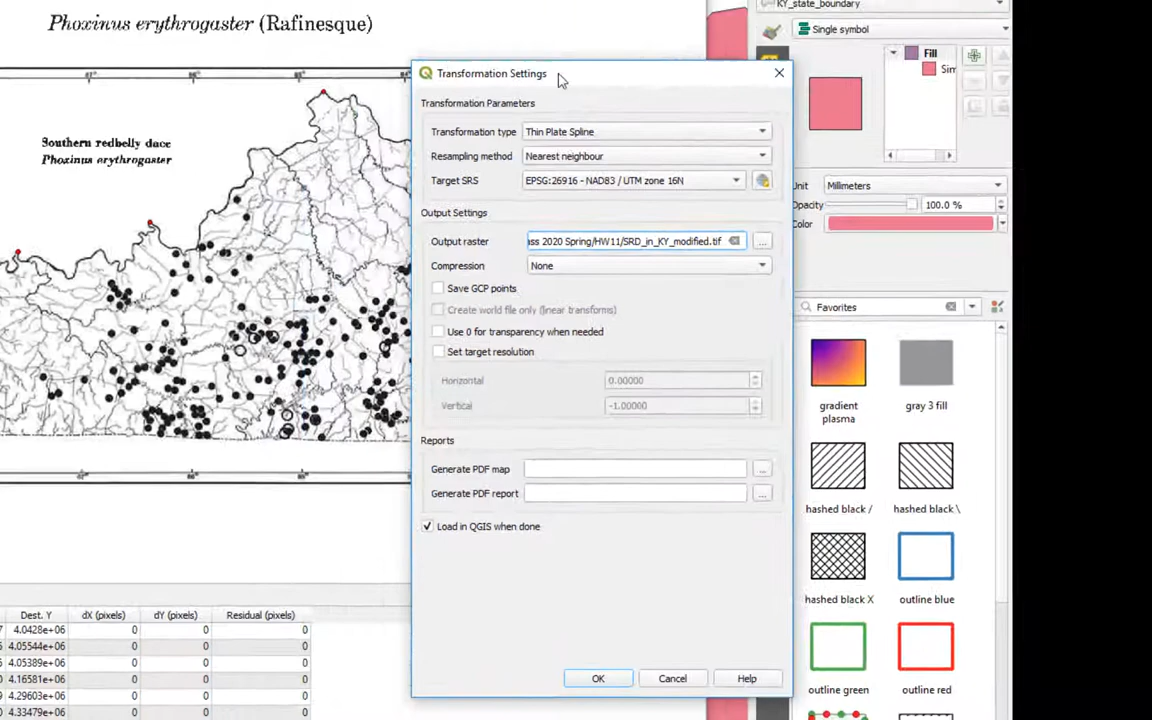 Phoxinus erythrogaster (Rafinesque)
Southern redbelly dace
Phoxinus erythrogaster
Transformation Settings
Transformation Parameters
Transformation type Thin Plate Spline
Resampling method Nearest neighbour
Target SRS EPSG:26916 - NAD83 / UTM zone 16N
Output Settings
Output raster ass 2020 Spring/HW11/SRD_in_KY_modified.tif ...
Compression None
Save GCP points
Create world file only (linear transforms)
Use 0 for transparency when needed
Set target resolution
Horizontal 0.00000
Vertical -1.00000
Reports
Generate PDF map ...
Generate PDF report ...
Load in QGIS when done
OK Cancel Help
KY_state_boundary
Single symbol
Fill
Sim
Unit Millimeters
Opacity 100.0 %
Color
Favorites
gradient plasma
gray 3 fill
hashed black /
hashed black \
hashed black X
outline blue
outline green
outline red
Dest. Y dX (pixels) dY (pixels) Residual (pixels)
7 4.0428e+06 0 0 0
5 4.05544e+06 0 0 0
6 4.05389e+06 0 0 0
4.16581e+06 0 0 0
4.29603e+06 0 0 0
4.33479e+06 0 0 0